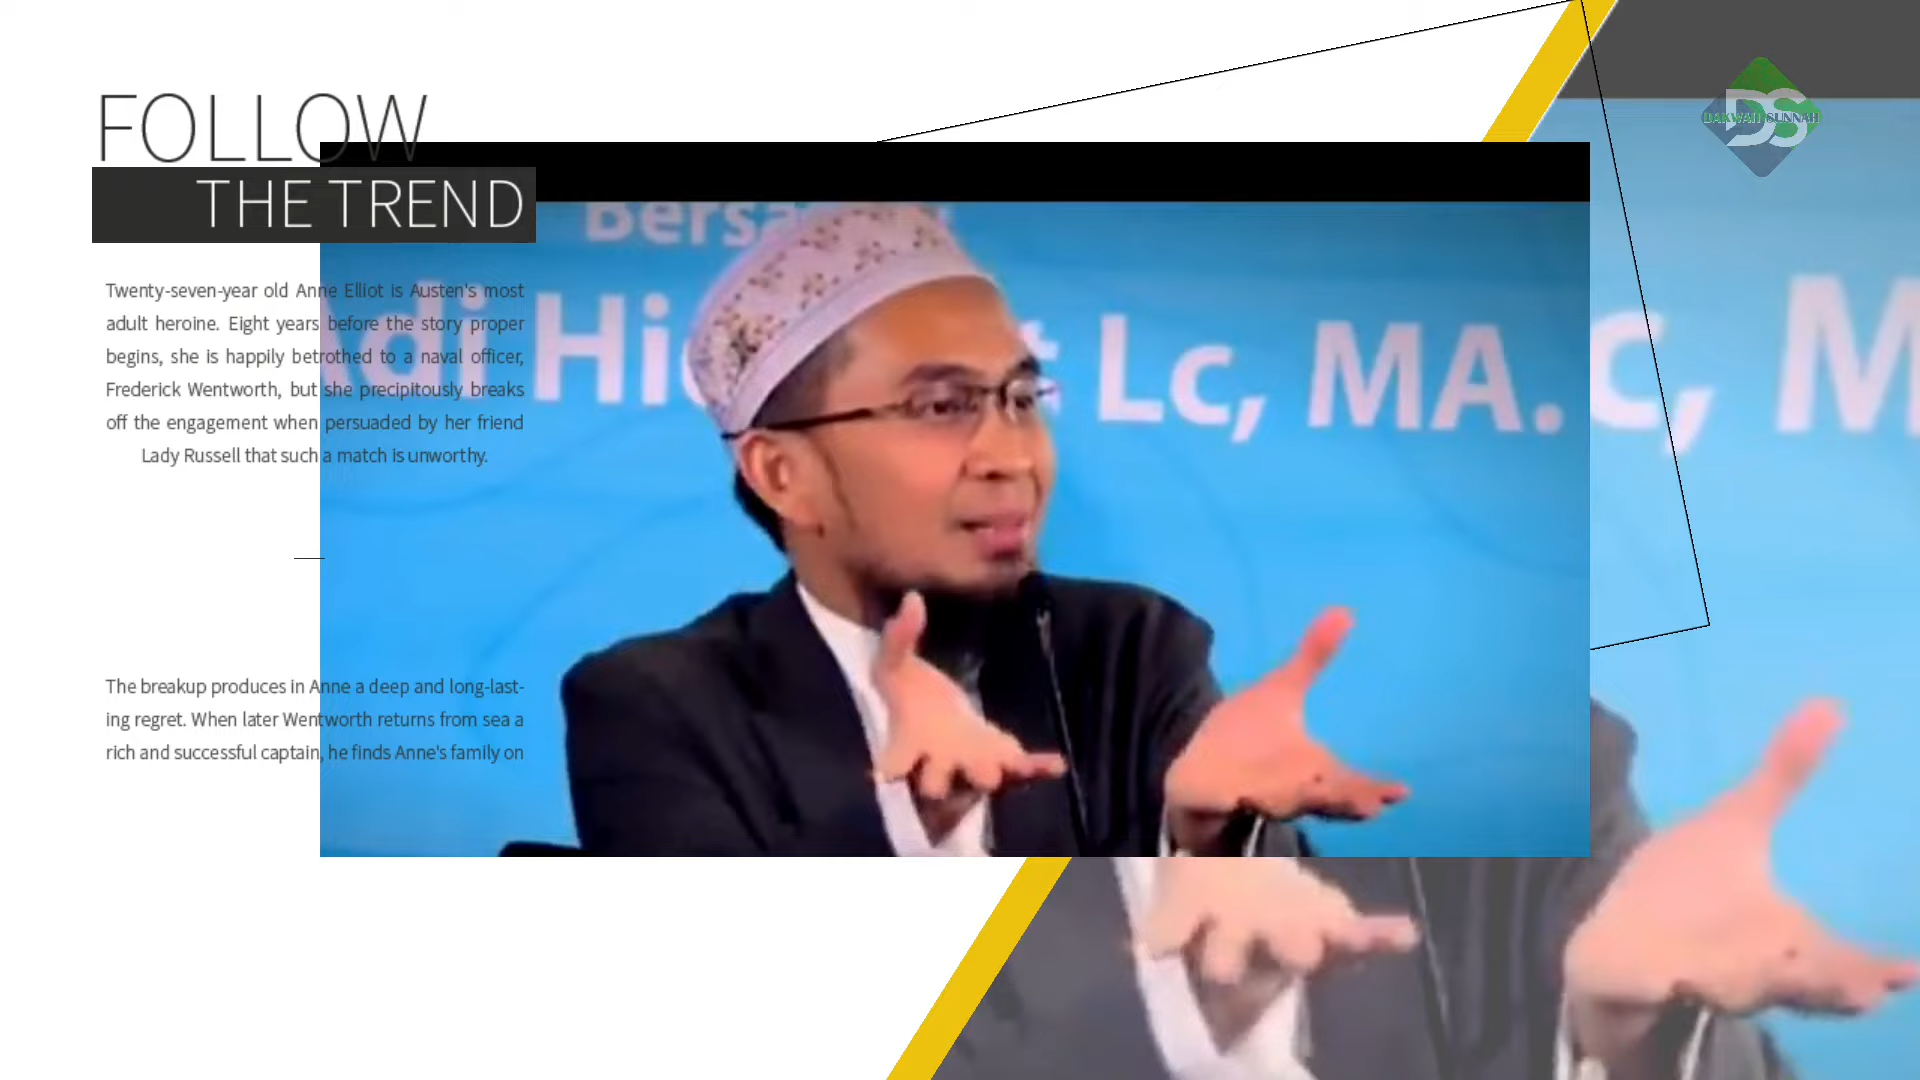 FOLLOW
THE TREND
Twenty-seven-year old Anne Elliot is Austen's most
adult heroine. Eight years before the story proper
begins, she is happily betrothed to a naval officer,
Frederick Wentworth, but she precipitously breaks
off the engagement when persuaded by her friend
Lady Russell that such a match is unworthy.
The breakup produces in Anne a deep and long-last-
ing regret. When later Wentworth returns from sea a
rich and successful captain, he finds Anne's family on
Lc, MA.
DS
DAKWAH SUNNAH